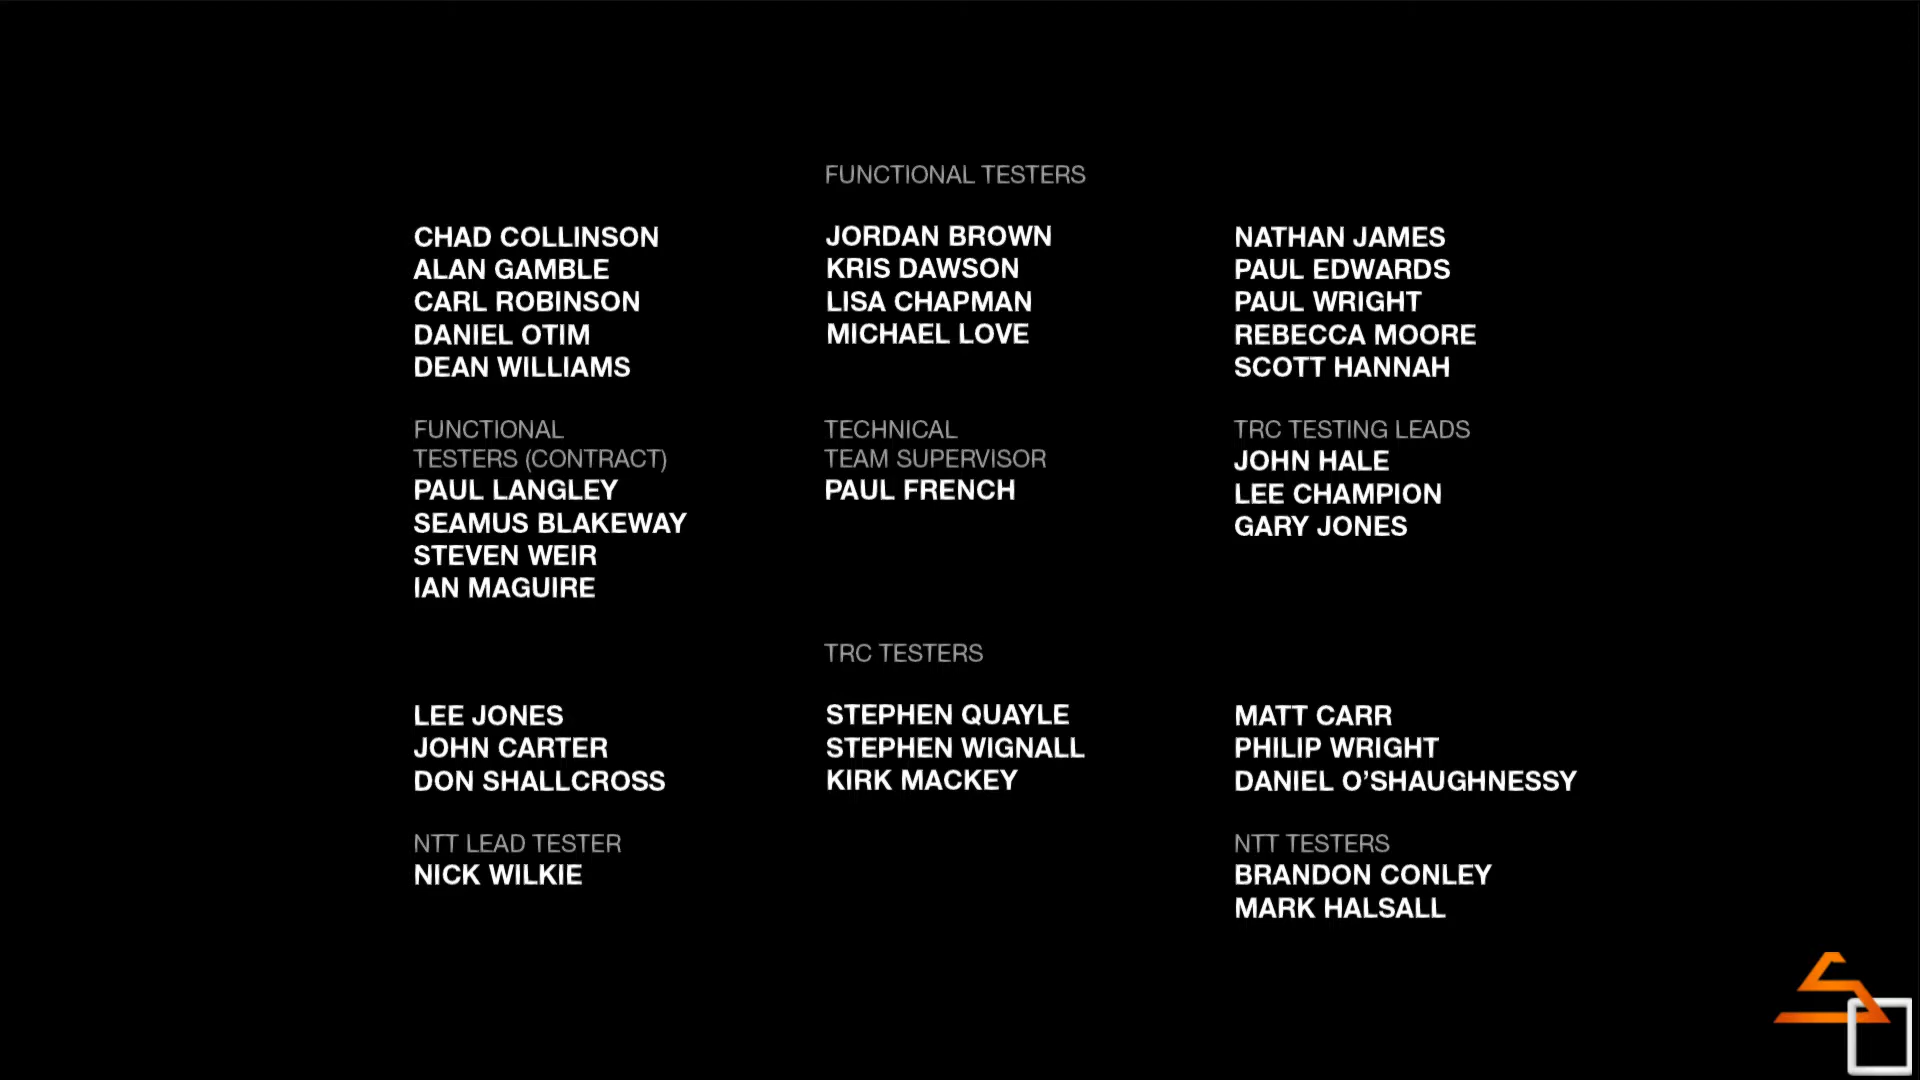 FUNCTIONAL TESTERS
CHAD COLLINSON
ALAN GAMBLE
CARL ROBINSON
DANIEL OTIM
DEAN WILLIAMS
JORDAN BROWN
KRIS DAWSON
LISA CHAPMAN
MICHAEL LOVE
NATHAN JAMES
PAUL EDWARDS
PAUL WRIGHT
REBECCA MOORE
SCOTT HANNAH
FUNCTIONAL
TESTERS (CONTRACT)
PAUL LANGLEY
SEAMUS BLAKEWAY
STEVEN WEIR
IAN MAGUIRE
TECHNICAL
TEAM SUPERVISOR
PAUL FRENCH
TRC TESTING LEADS
JOHN HALE
LEE CHAMPION
GARY JONES
TRC TESTERS
LEE JONES
JOHN CARTER
DON SHALLCROSS
STEPHEN QUAYLE
STEPHEN WIGNALL
KIRK MACKEY
MATT CARR
PHILIP WRIGHT
DANIEL O’SHAUGHNESSY
NTT LEAD TESTER
NICK WILKIE
NTT TESTERS
BRANDON CONLEY
MARK HALSALL